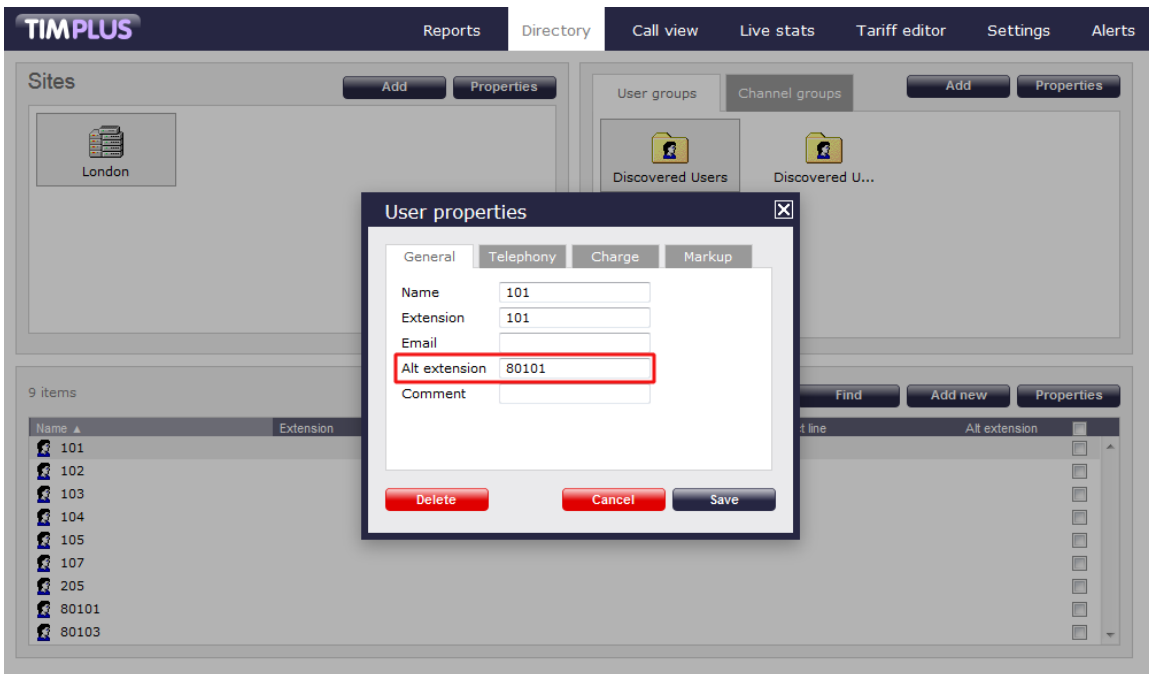 TIMPLUS
Reports Directory Call view Live stats Tariff editor Settings Alerts
Sites Add Properties
London
User groups Channel groups Add Properties
Discovered Users Discovered U...
User properties
General Telephony Charge Markup
Name 101
Extension 101
Email
Alt extension 80101
Comment
Delete Cancel Save
9 items Find Add new Properties
Name Extension t line Alt extension
101
102
103
104
105
107
205
80101
80103